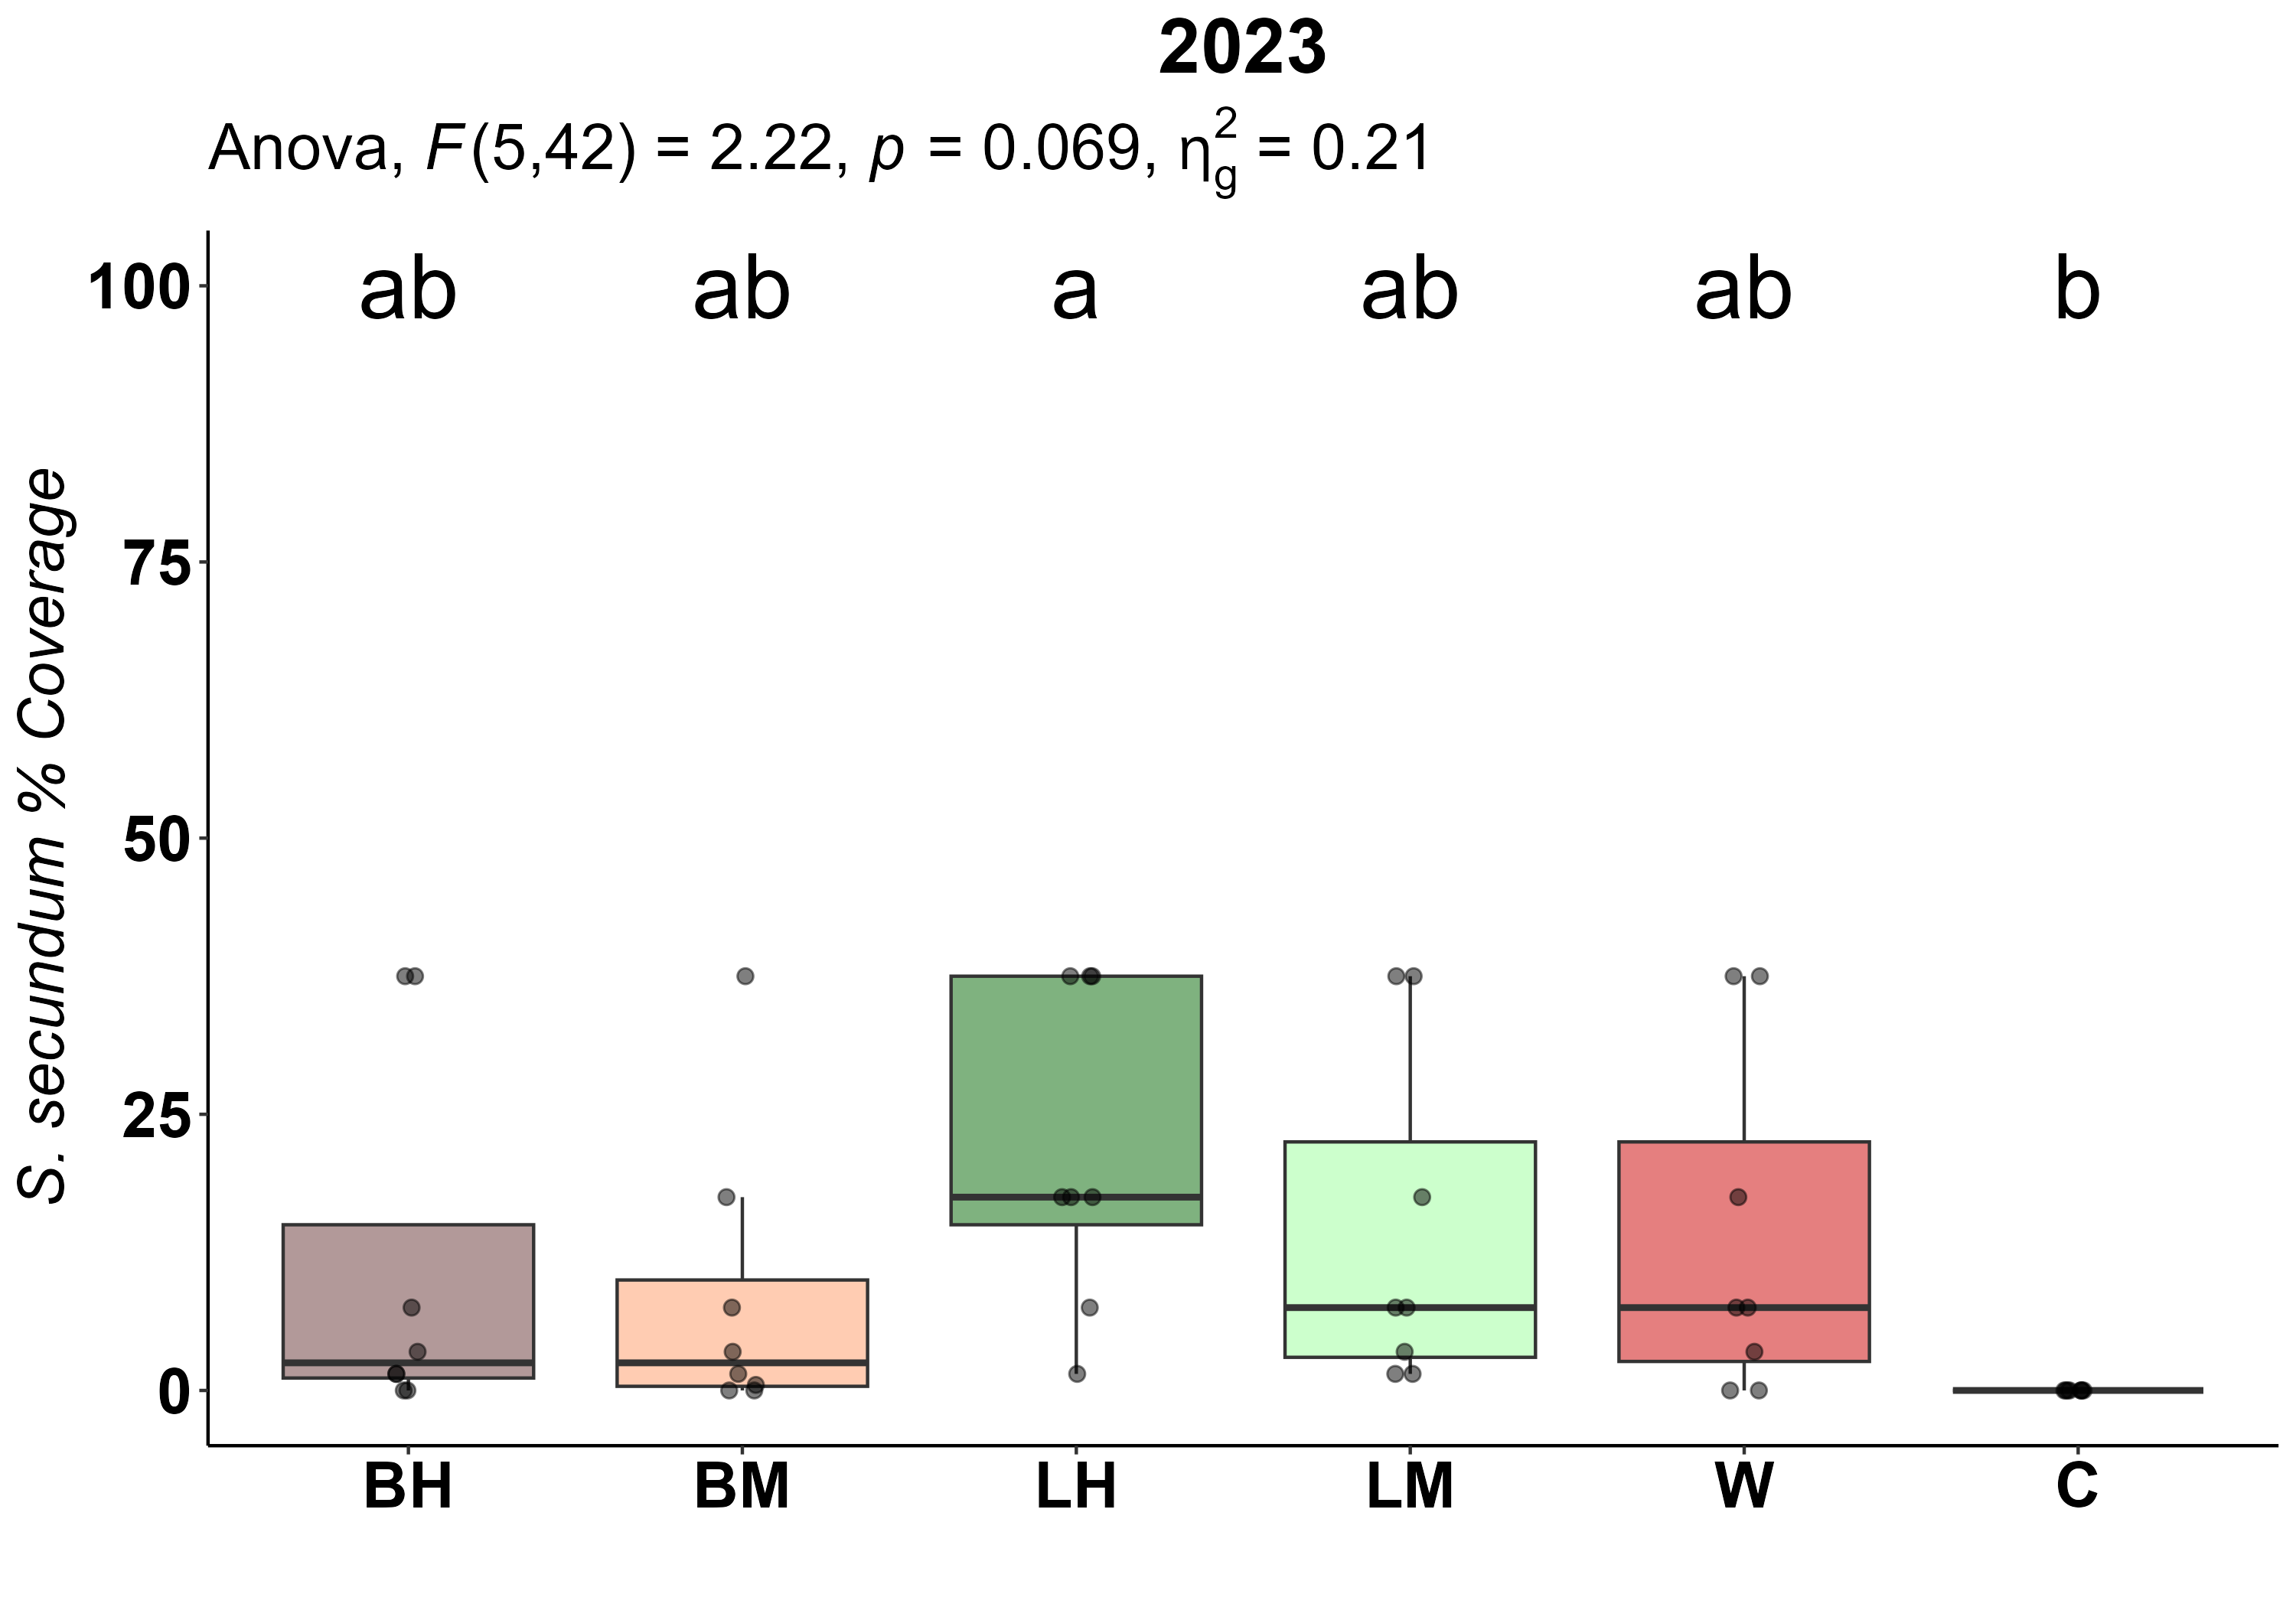 2023
Anova, F(5,42) = 2.22, p = 0.069, η²g = 0.21
100 ab ab a ab ab b
75
50
25
0
S. secundum % Coverage
BH BM LH LM W C